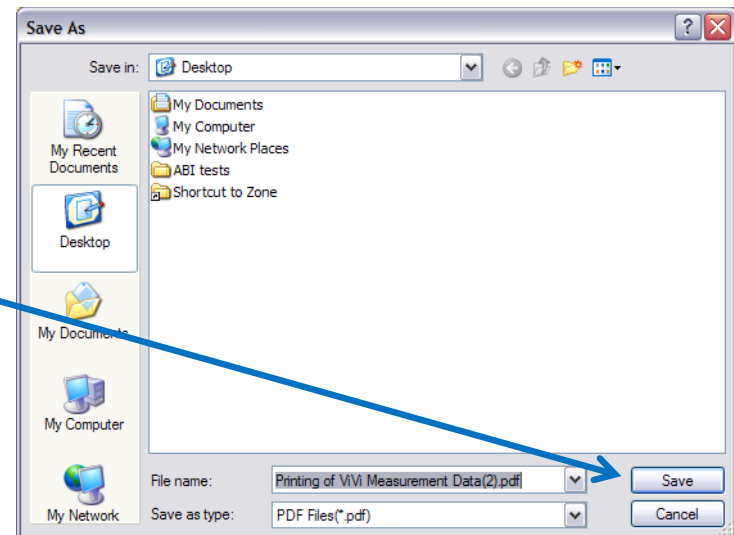 Save As
Save in: Desktop
My Documents
My Computer
My Network Places
ABI tests
Shortcut to Zone
My Recent
Documents
Desktop
My Documents
My Computer
My Network
File name: Printing of ViVi Measurement Data(2).pdf Save
Save as type: PDF Files(*.pdf) Cancel